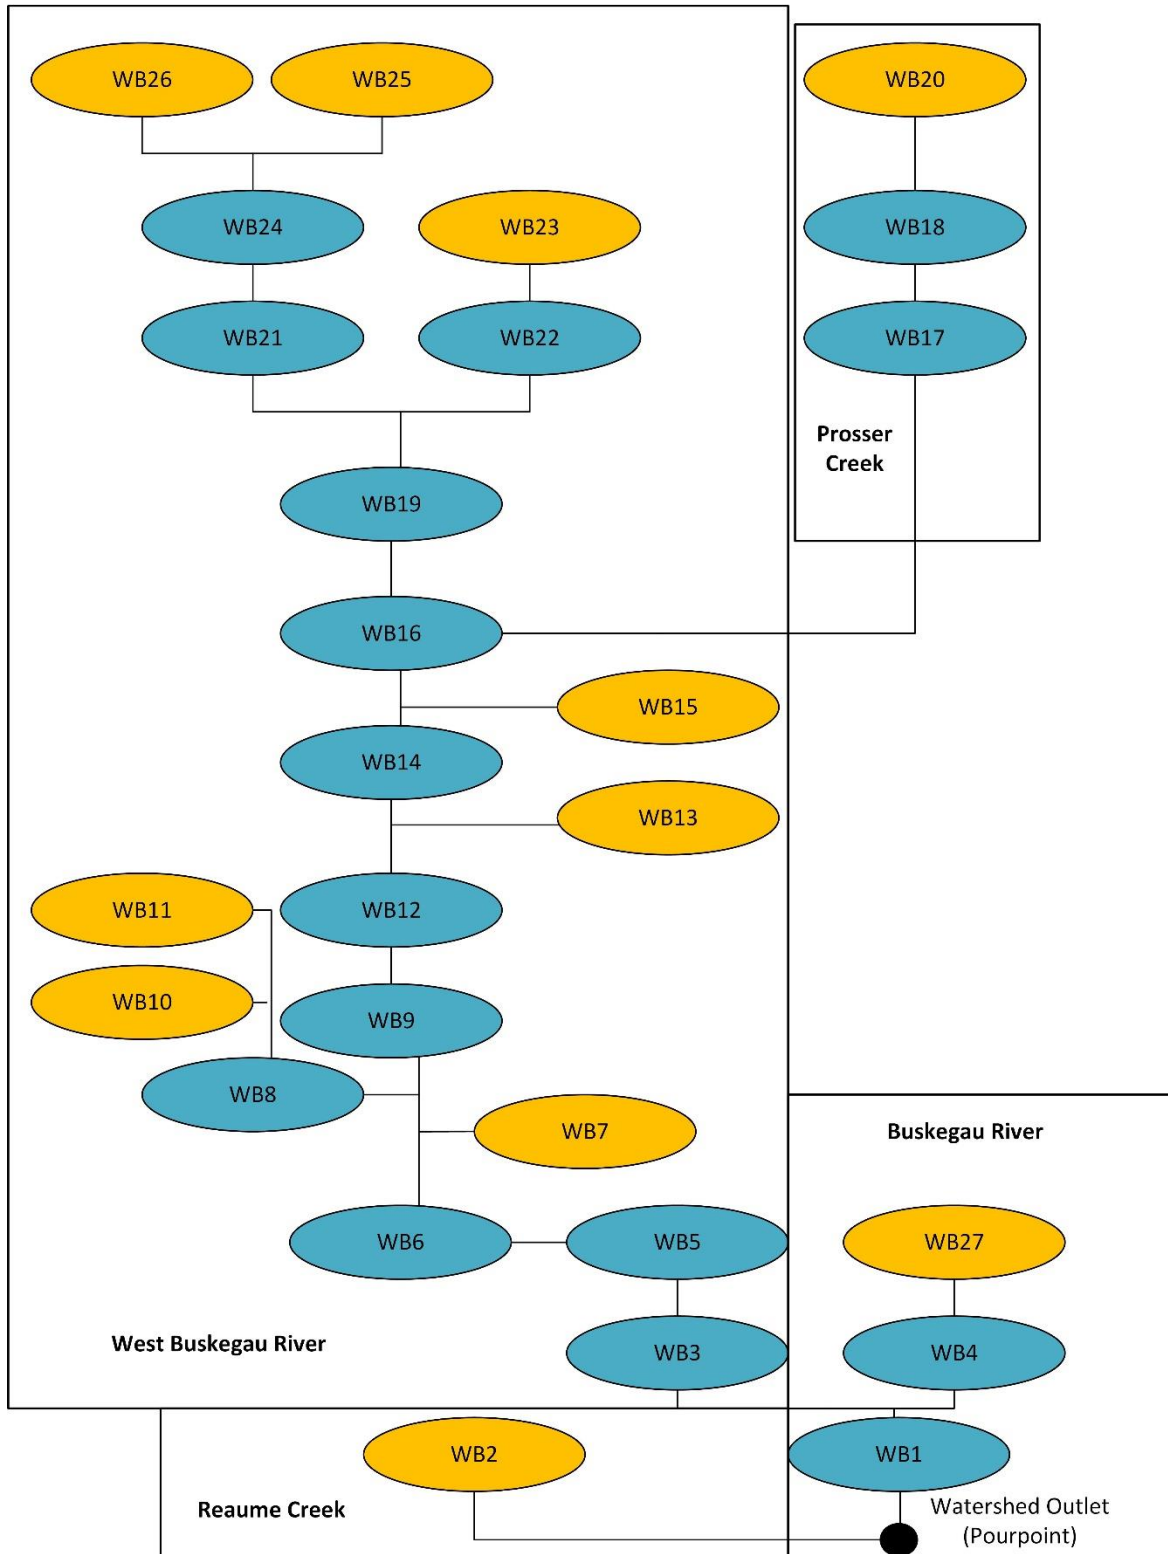 WB26
WB25
WB20
WB24
WB23
WB18
WB21
WB22
WB17
Prosser
Creek
WB19
WB16
WB15
WB14
WB13
WB11
WB12
WB10
WB9
WB8
WB7
Buskegau River
WB6
WB5
WB27
West Buskegau River
WB3
WB4
WB2
WB1
Reaume Creek
Watershed Outlet
(Pourpoint)